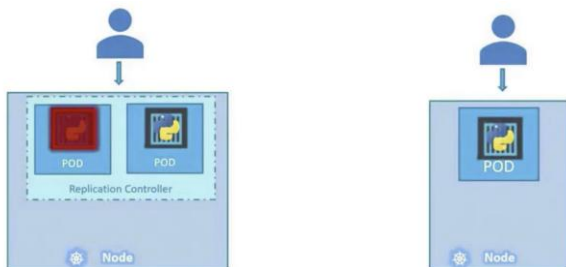 POD
POD
Replication Controller
Node
POD
Node